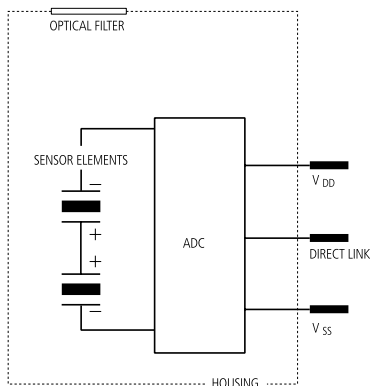 OPTICAL FILTER
SENSOR ELEMENTS
−
+
+
−
ADC
V DD
DIRECT LINK
V SS
HOUSING